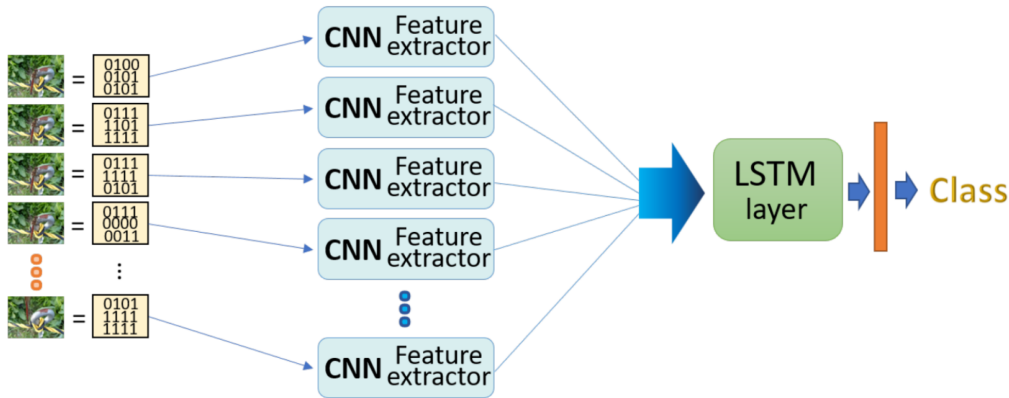 =
0100
0101
0101
CNN Feature
extractor
=
0111
1101
1111
CNN Feature
extractor
=
0111
1111
0101
CNN Feature
extractor
=
0111
0000
0011
CNN Feature
extractor
...
=
0101
1111
1111
CNN Feature
extractor
LSTM
layer
Class